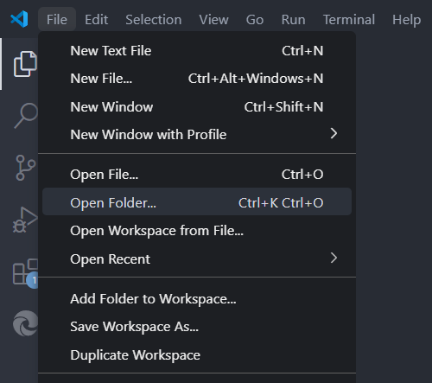 File Edit Selection View Go Run Terminal Help
New Text File Ctrl+N
New File... Ctrl+Alt+Windows+N
New Window Ctrl+Shift+N
New Window with Profile
Open File... Ctrl+O
Open Folder... Ctrl+K Ctrl+O
Open Workspace from File...
Open Recent
Add Folder to Workspace...
Save Workspace As...
Duplicate Workspace
1